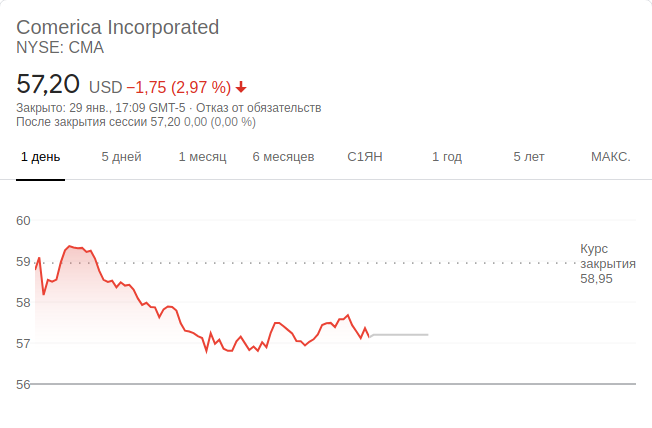 Comerica Incorporated
NYSE: CMA
57,20 USD −1,75 (2,97 %)
Закрыто: 29 янв., 17:09 GMT-5 · Отказ от обязательств
После закрытия сессии 57,20 0,00 (0,00 %)
1 день 5 дней 1 месяц 6 месяцев С1ЯН 1 год 5 лет МАКС.
60
59
58
57
56
Курс
закрытия
58,95